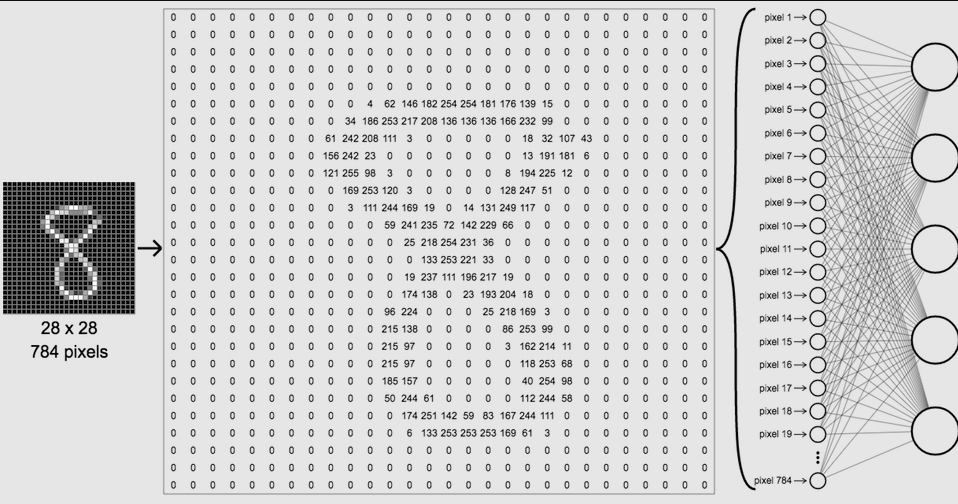 28 x 28
784 pixels
0 0 0 0 0 0 0 0 0 0 0 0 0 0 0 0 0 0 0 0 0 0 0 0 0 0 0 0
0 0 0 0 0 0 0 0 0 0 0 0 0 0 0 0 0 0 0 0 0 0 0 0 0 0 0 0
0 0 0 0 0 0 0 0 0 0 0 0 0 0 0 0 0 0 0 0 0 0 0 0 0 0 0 0
0 0 0 0 0 0 0 0 0 0 0 0 0 0 0 0 0 0 0 0 0 0 0 0 0 0 0 0
0 0 0 0 0 0 0 0 0 0 0 0 0 0 0 0 0 0 0 0 0 0 0 0 0 0 0 0
0 0 0 0 0 0 0 0 0 0 4 62 146 182 254 254 181 176 139 15 0 0 0 0 0 0 0 0
0 0 0 0 0 0 0 0 0 34 186 253 217 208 136 136 136 166 232 99 0 0 0 0 0 0 0 0
0 0 0 0 0 0 0 0 61 242 208 111 3 0 0 0 0 0 18 32 107 43 0 0 0 0 0 0
0 0 0 0 0 0 0 0 156 242 23 0 0 0 0 0 0 0 13 191 181 6 0 0 0 0 0 0
0 0 0 0 0 0 0 0 121 255 98 3 0 0 0 0 0 8 194 225 12 0 0 0 0 0 0 0
0 0 0 0 0 0 0 0 0 169 253 120 3 0 0 0 0 128 247 51 0 0 0 0 0 0 0 0
0 0 0 0 0 0 0 0 0 3 111 244 169 19 0 14 131 249 117 0 0 0 0 0 0 0 0 0
0 0 0 0 0 0 0 0 0 0 0 59 241 235 72 142 229 66 0 0 0 0 0 0 0 0 0 0
0 0 0 0 0 0 0 0 0 0 0 0 25 218 254 231 36 0 0 0 0 0 0 0 0 0 0 0
0 0 0 0 0 0 0 0 0 0 0 0 0 133 253 221 33 0 0 0 0 0 0 0 0 0 0 0
0 0 0 0 0 0 0 0 0 0 0 0 19 237 111 196 217 19 0 0 0 0 0 0 0 0 0 0
0 0 0 0 0 0 0 0 0 0 0 0 174 138 0 23 193 204 18 0 0 0 0 0 0 0 0 0
0 0 0 0 0 0 0 0 0 0 0 96 224 0 0 0 25 218 169 3 0 0 0 0 0 0 0 0
0 0 0 0 0 0 0 0 0 0 0 215 138 0 0 0 0 86 253 99 0 0 0 0 0 0 0 0
0 0 0 0 0 0 0 0 0 0 0 215 97 0 0 0 0 3 162 214 11 0 0 0 0 0 0 0
0 0 0 0 0 0 0 0 0 0 0 215 97 0 0 0 0 0 118 253 68 0 0 0 0 0 0 0
0 0 0 0 0 0 0 0 0 0 0 185 157 0 0 0 0 0 40 254 98 0 0 0 0 0 0 0
0 0 0 0 0 0 0 0 0 0 0 50 244 61 0 0 0 0 112 244 58 0 0 0 0 0 0 0
0 0 0 0 0 0 0 0 0 0 0 0 174 251 142 59 83 167 244 111 0 0 0 0 0 0 0 0
0 0 0 0 0 0 0 0 0 0 0 0 6 133 253 253 253 169 61 3 0 0 0 0 0 0 0 0
0 0 0 0 0 0 0 0 0 0 0 0 0 0 0 0 0 0 0 0 0 0 0 0 0 0 0 0
0 0 0 0 0 0 0 0 0 0 0 0 0 0 0 0 0 0 0 0 0 0 0 0 0 0 0 0
0 0 0 0 0 0 0 0 0 0 0 0 0 0 0 0 0 0 0 0 0 0 0 0 0 0 0 0
pixel 1
pixel 2
pixel 3
pixel 4
pixel 5
pixel 6
pixel 7
pixel 8
pixel 9
pixel 10
pixel 11
pixel 12
pixel 13
pixel 14
pixel 15
pixel 16
pixel 17
pixel 18
pixel 19
pixel 784